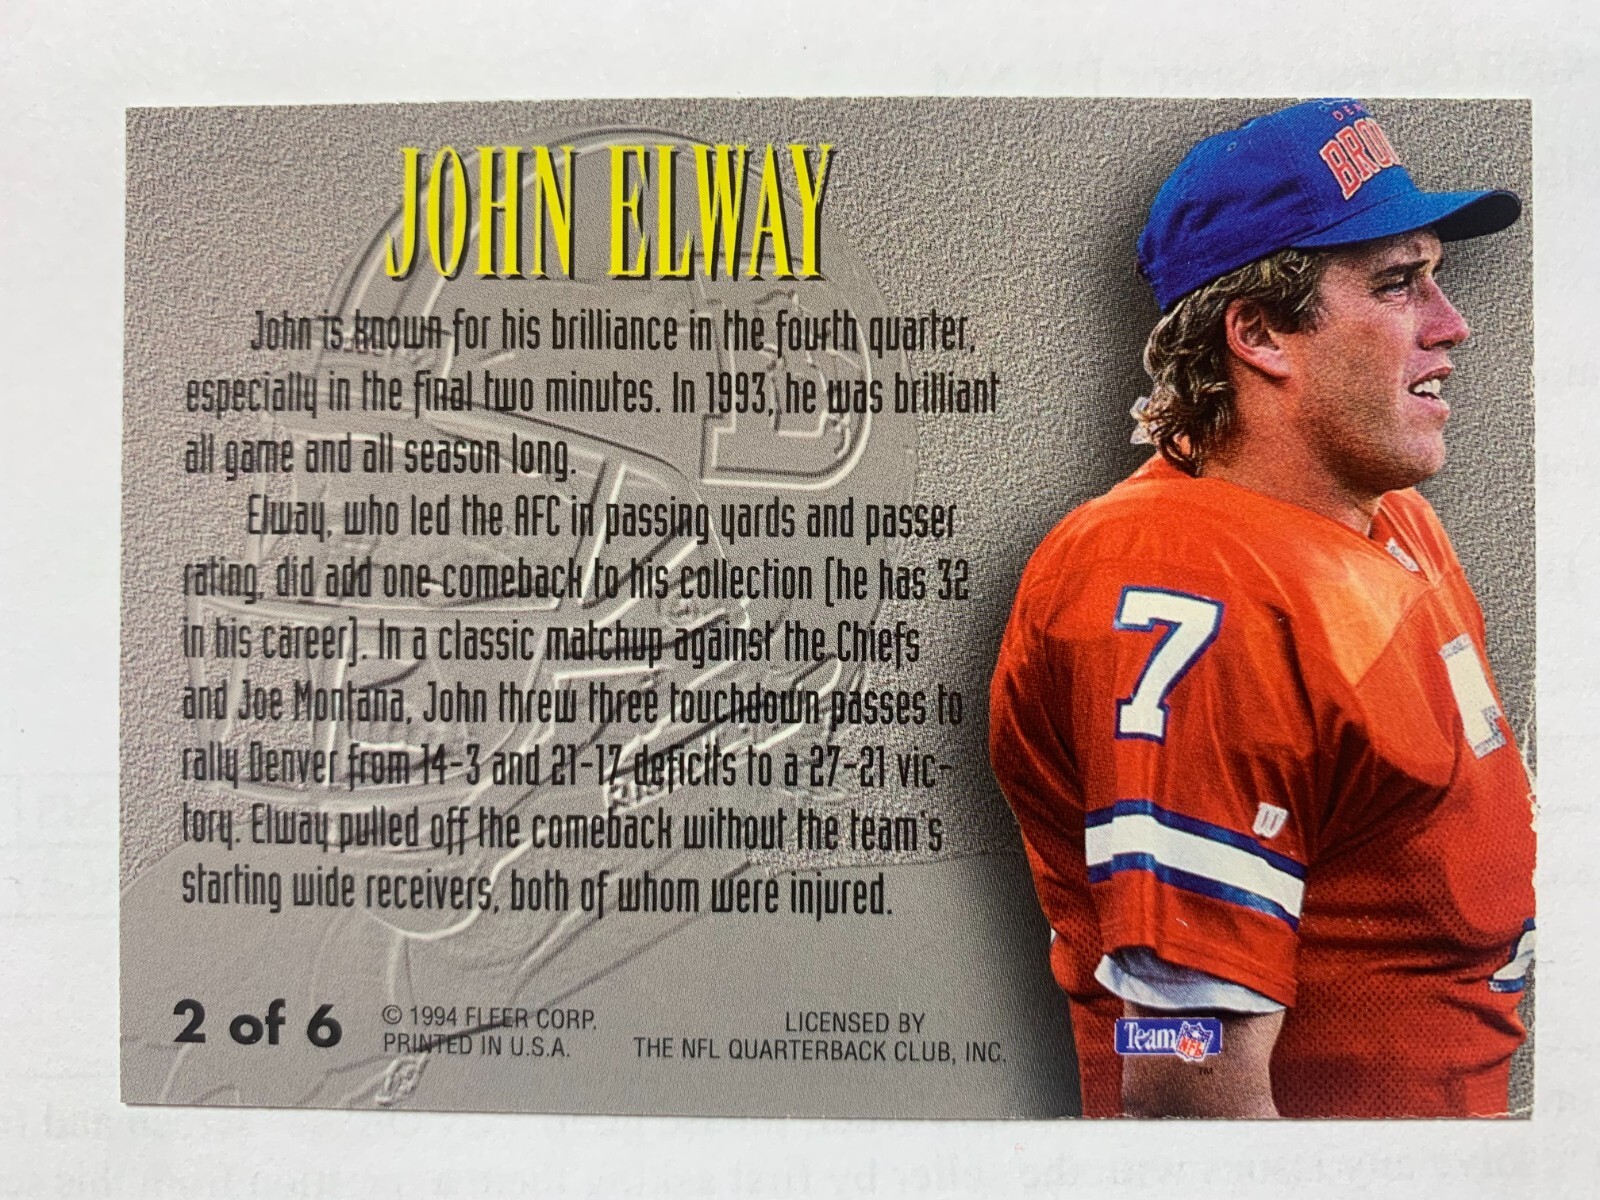 JOHN ELWAY
John is known for his brilliance in the fourth quarter,
especially in the final two minutes. In 1993, he was brilliant
all game and all season long.
Elway, who led the AFC in passing yards and passer
rating, did add one comeback to his collection (he has 32
in his career). In a classic matchup against the Chiefs
and Joe Montana, John threw three touchdown passes to
rally Denver from 14-3 and 21-17 deficits to a 27-21 vic-
tory. Elway pulled off the comeback without the team's
starting wide receivers, both of whom were injured.
2 of 6
© 1994 FLEER CORP.
PRINTED IN U.S.A.
LICENSED BY
THE NFL QUARTERBACK CLUB, INC.
BRO
7
W
Team NFL
TM